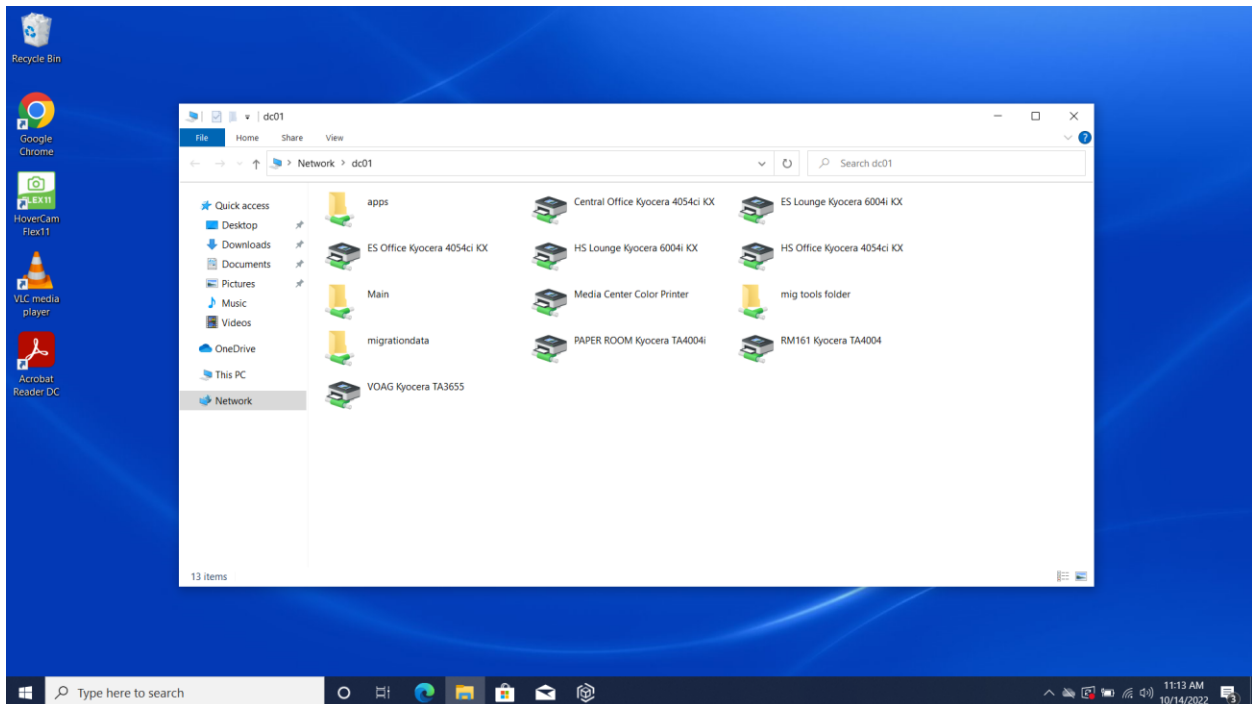 Recycle Bin
Google
Chrome
FLEX11
HoverCam
Flex11
VLC media
player
Acrobat
Reader DC
dc01
File Home Share View
Network > dc01
Search dc01
Quick access
Desktop
Downloads
Documents
Pictures
Music
Videos
OneDrive
This PC
Network
apps
Central Office Kyocera 4054ci KX
ES Lounge Kyocera 6004i KX
ES Office Kyocera 4054ci KX
HS Lounge Kyocera 6004i KX
HS Office Kyocera 4054ci KX
Main
Media Center Color Printer
mig tools folder
migrationdata
PAPER ROOM Kyocera TA4004i
RM161 Kyocera TA4004
VOAG Kyocera TA3655
13 items
Type here to search
11:13 AM
10/14/2022
3